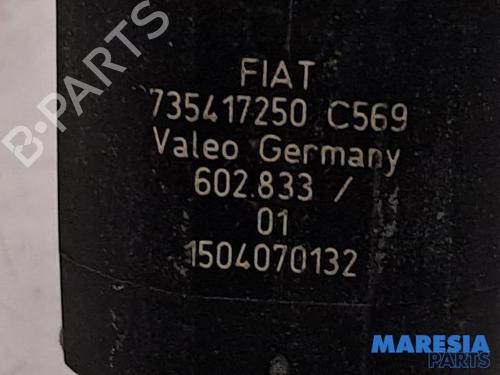 B-PARTS
FIAT
735417250 C569
Valeo Germany
602.833 /
01
1504070132
MARESIA
PARTS